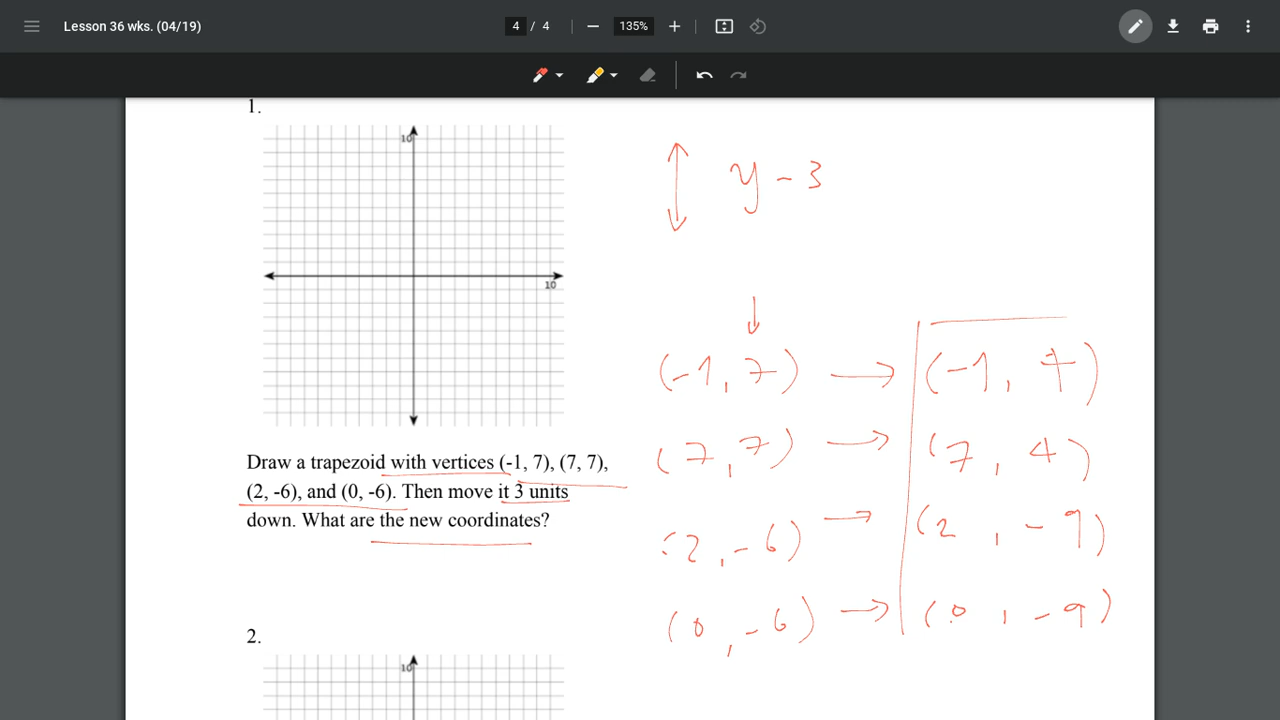 Lesson 36 wks. (04/19)
4 / 4
135%
1.
10
10
y - 3
(-1, 7) → (-1, 4)
(7, 7) → (7, 4)
(2, -6) → (2, -9)
(0, -6) → (0, -9)
Draw a trapezoid with vertices (-1, 7), (7, 7),
(2, -6), and (0, -6). Then move it 3 units
down. What are the new coordinates?
2.
10